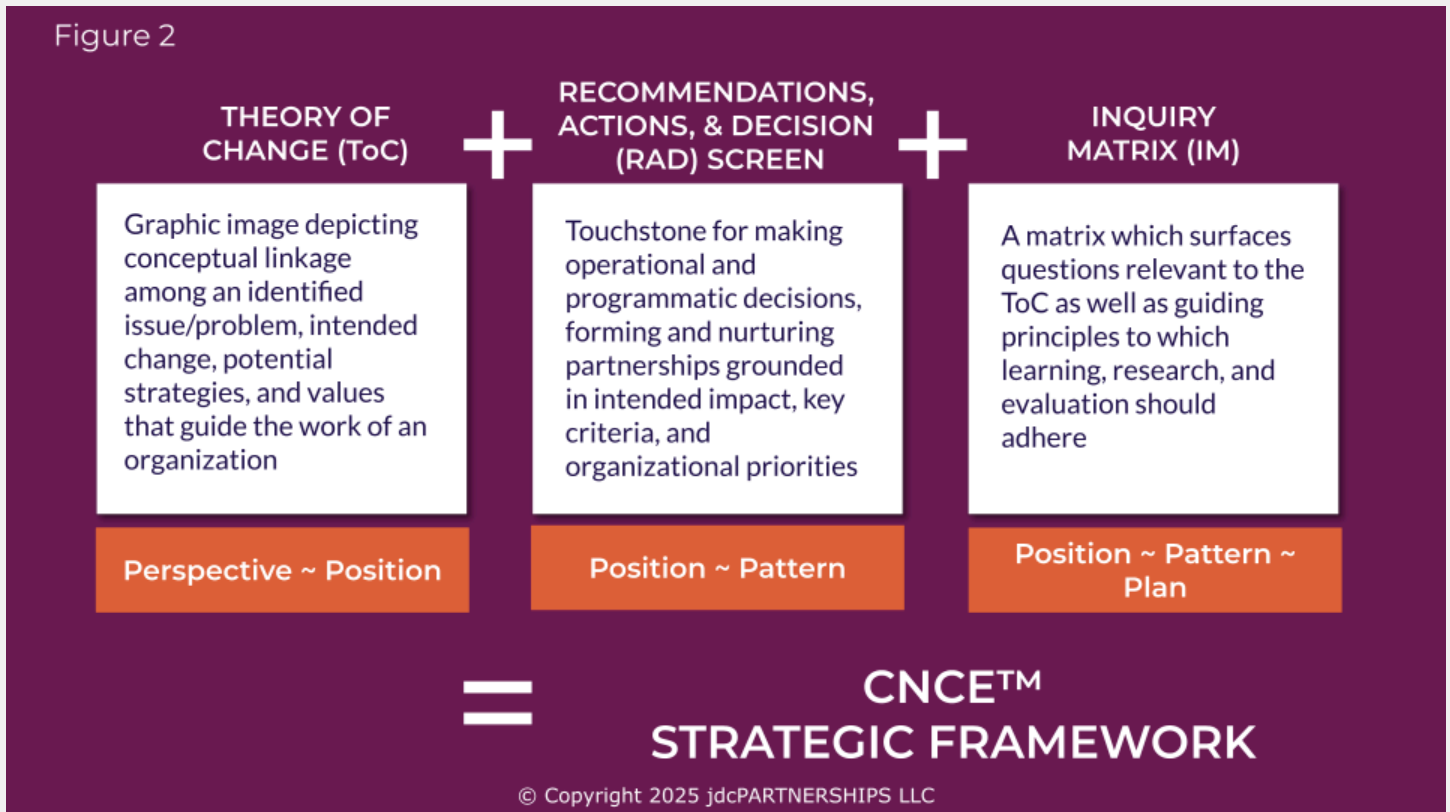 Figure 2
THEORY OF
CHANGE (ToC)
+
RECOMMENDATIONS,
ACTIONS, & DECISION
(RAD) SCREEN
+
INQUIRY
MATRIX (IM)
Graphic image depicting
conceptual linkage
among an identified
issue/problem, intended
change, potential
strategies, and values
that guide the work of an
organization
Touchstone for making
operational and
programmatic decisions,
forming and nurturing
partnerships grounded
in intended impact, key
criteria, and
organizational priorities
A matrix which surfaces
questions relevant to the
ToC as well as guiding
principles to which
learning, research, and
evaluation should
adhere
Perspective ~ Position
Position ~ Pattern
Position ~ Pattern ~
Plan
=
CNCE™
STRATEGIC FRAMEWORK
© Copyright 2025 jdcPARTNERSHIPS LLC